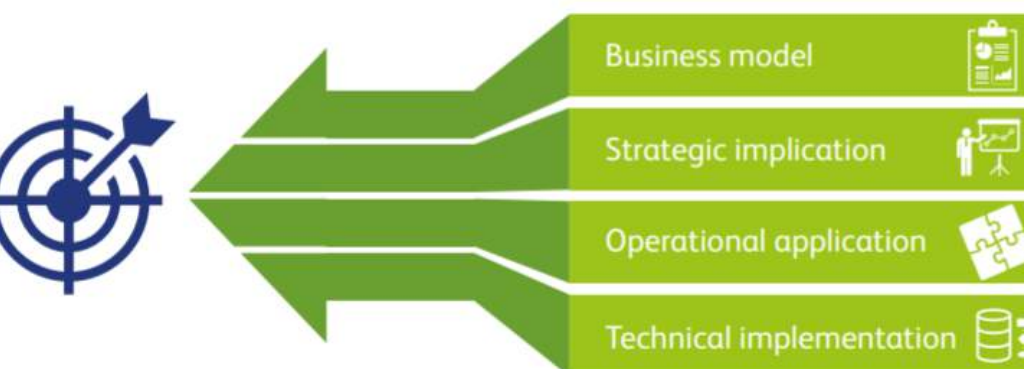 Business model
Strategic implication
Operational application
Technical implementation